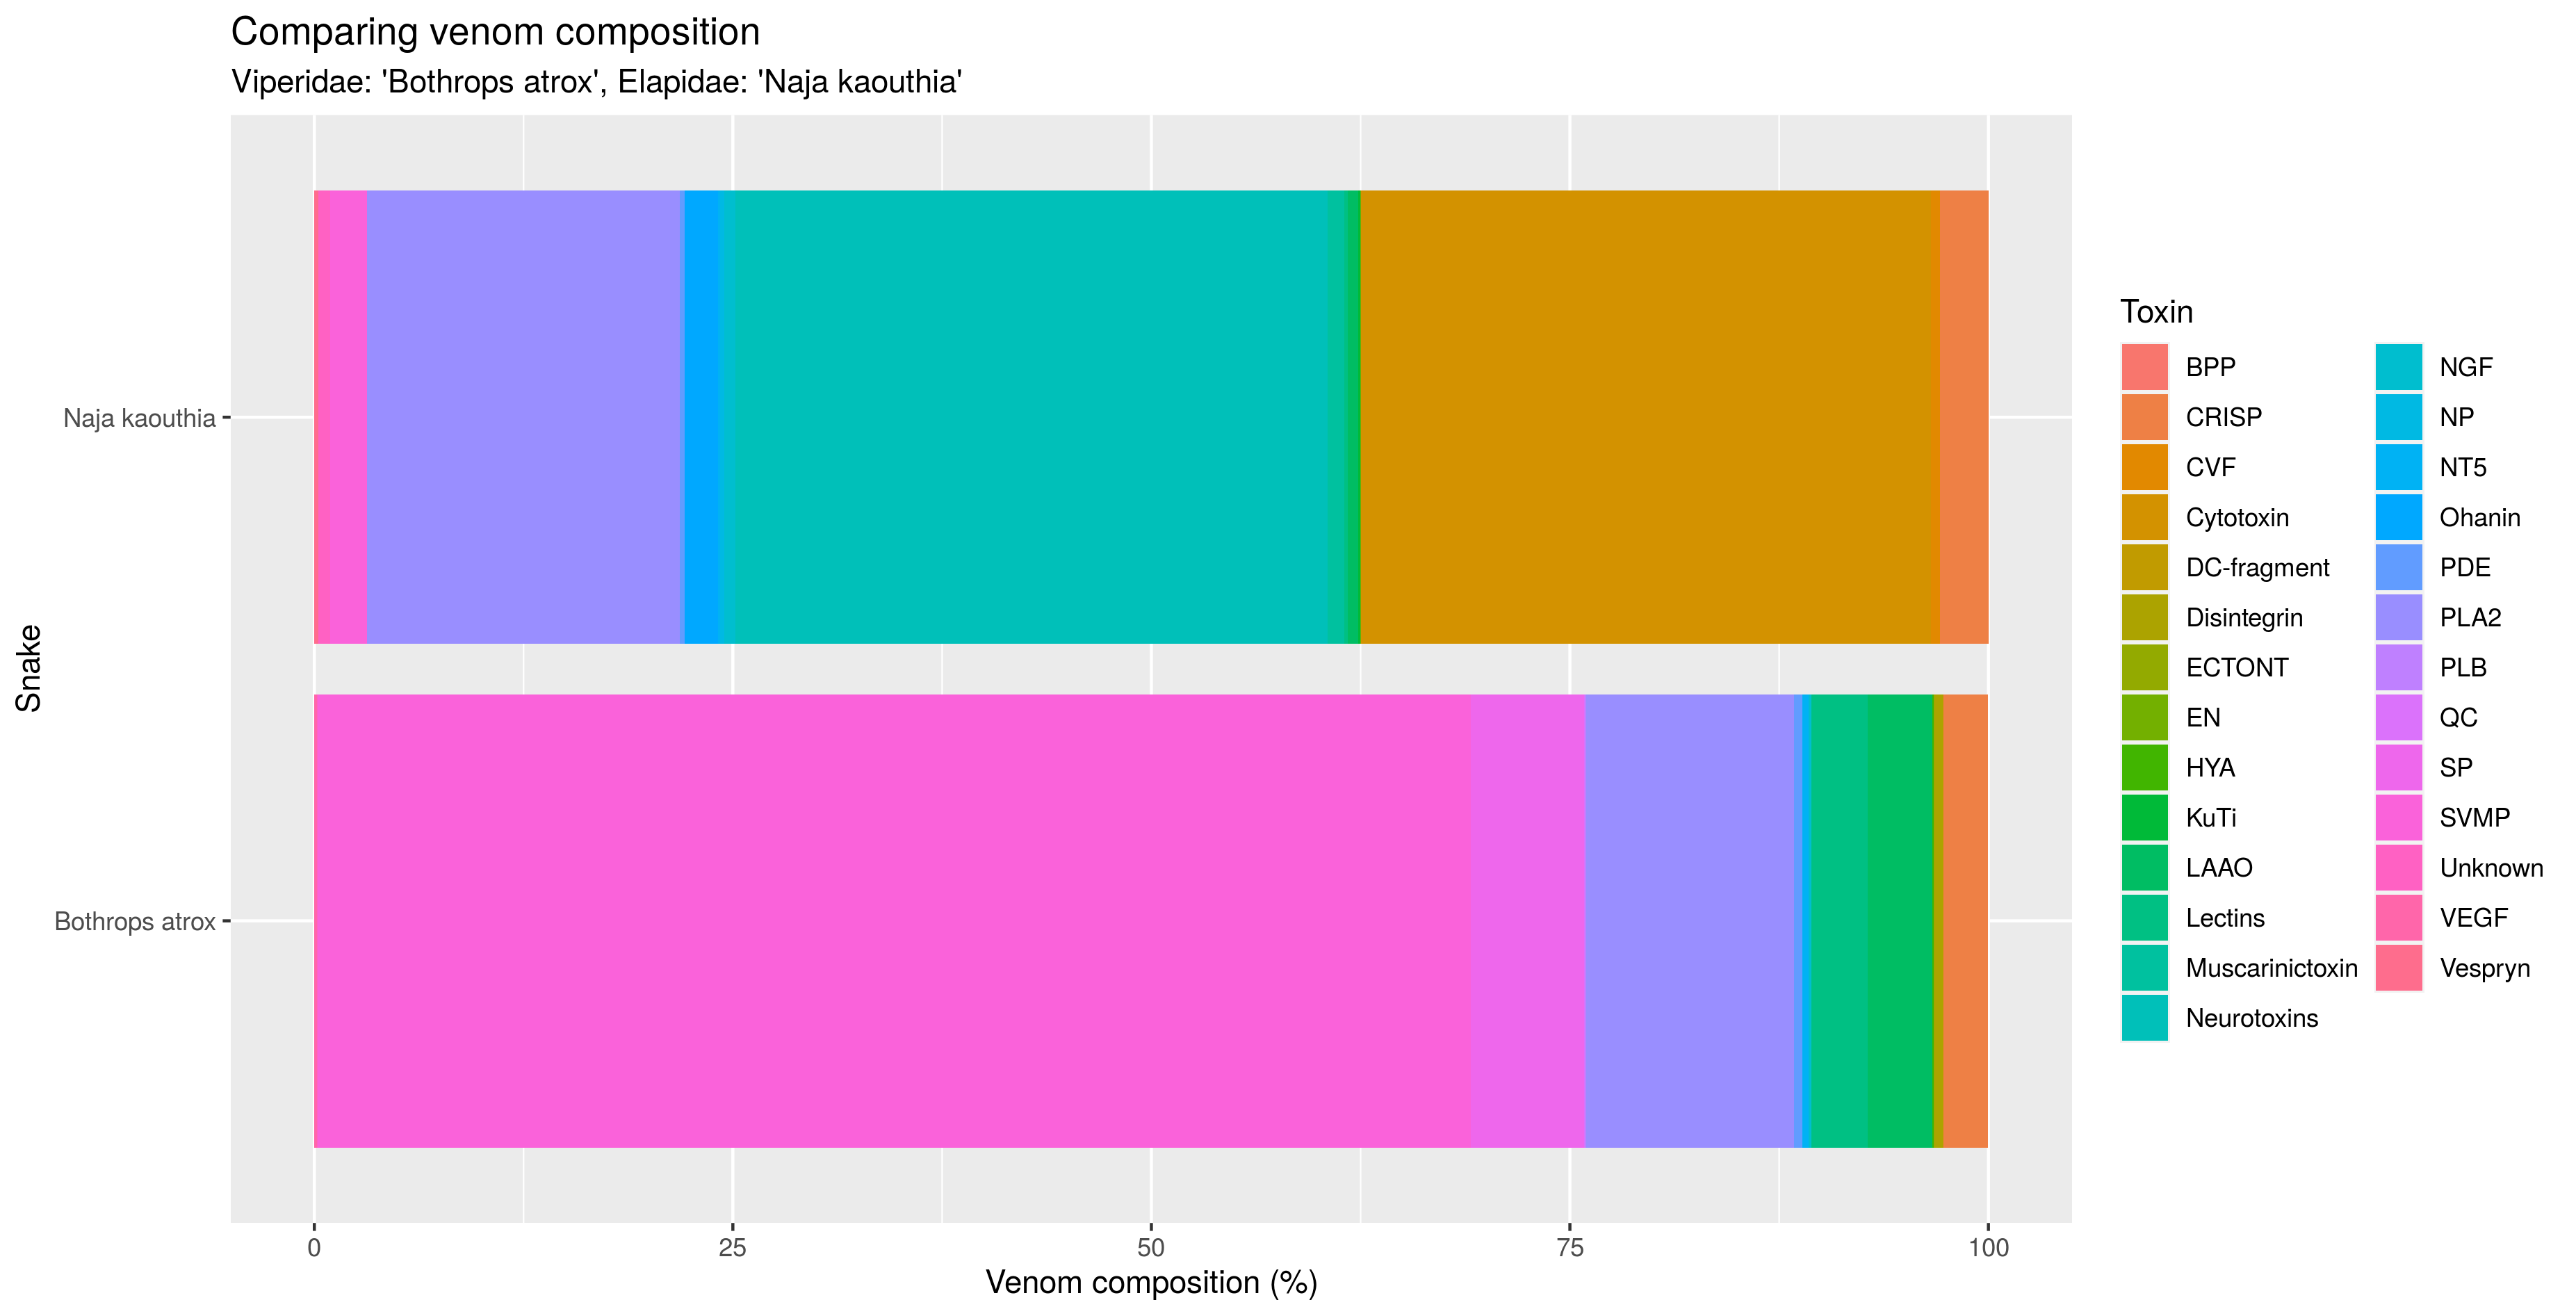 Comparing venom composition
Viperidae: 'Bothrops atrox', Elapidae: 'Naja kaouthia'
Snake
Naja kaouthia
Bothrops atrox
0 25 50 75 100
Venom composition (%)
Toxin
BPP
CRISP
CVF
Cytotoxin
DC-fragment
Disintegrin
ECTONT
EN
HYA
KuTi
LAAO
Lectins
Muscarinictoxin
Neurotoxins
NGF
NP
NT5
Ohanin
PDE
PLA2
PLB
QC
SP
SVMP
Unknown
VEGF
Vespryn